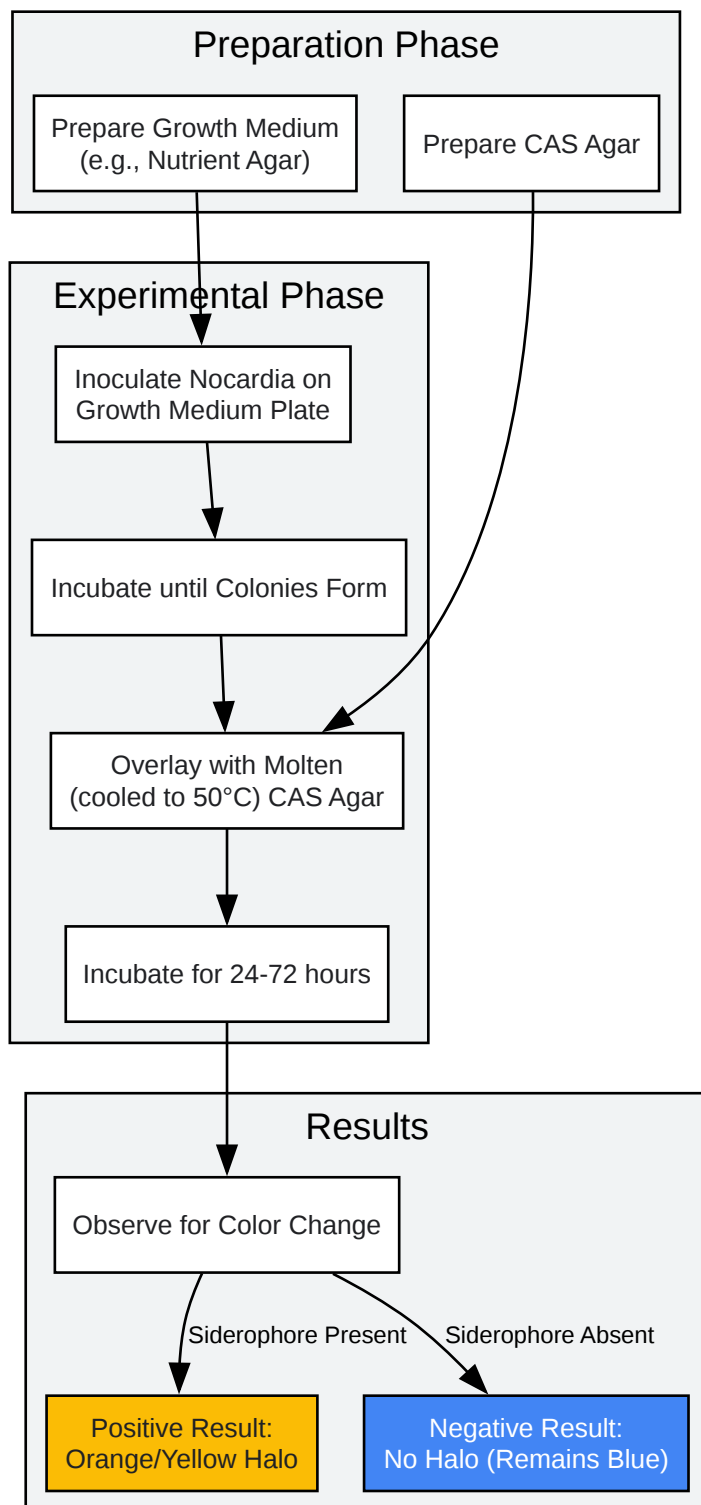 Preparation Phase
Prepare Growth Medium
(e.g., Nutrient Agar)
Prepare CAS Agar
Experimental Phase
Inoculate Nocardia on
Growth Medium Plate
Incubate until Colonies Form
Overlay with Molten
(cooled to 50°C) CAS Agar
Incubate for 24-72 hours
Results
Observe for Color Change
Siderophore Present
Siderophore Absent
Positive Result:
Orange/Yellow Halo
Negative Result:
No Halo (Remains Blue)